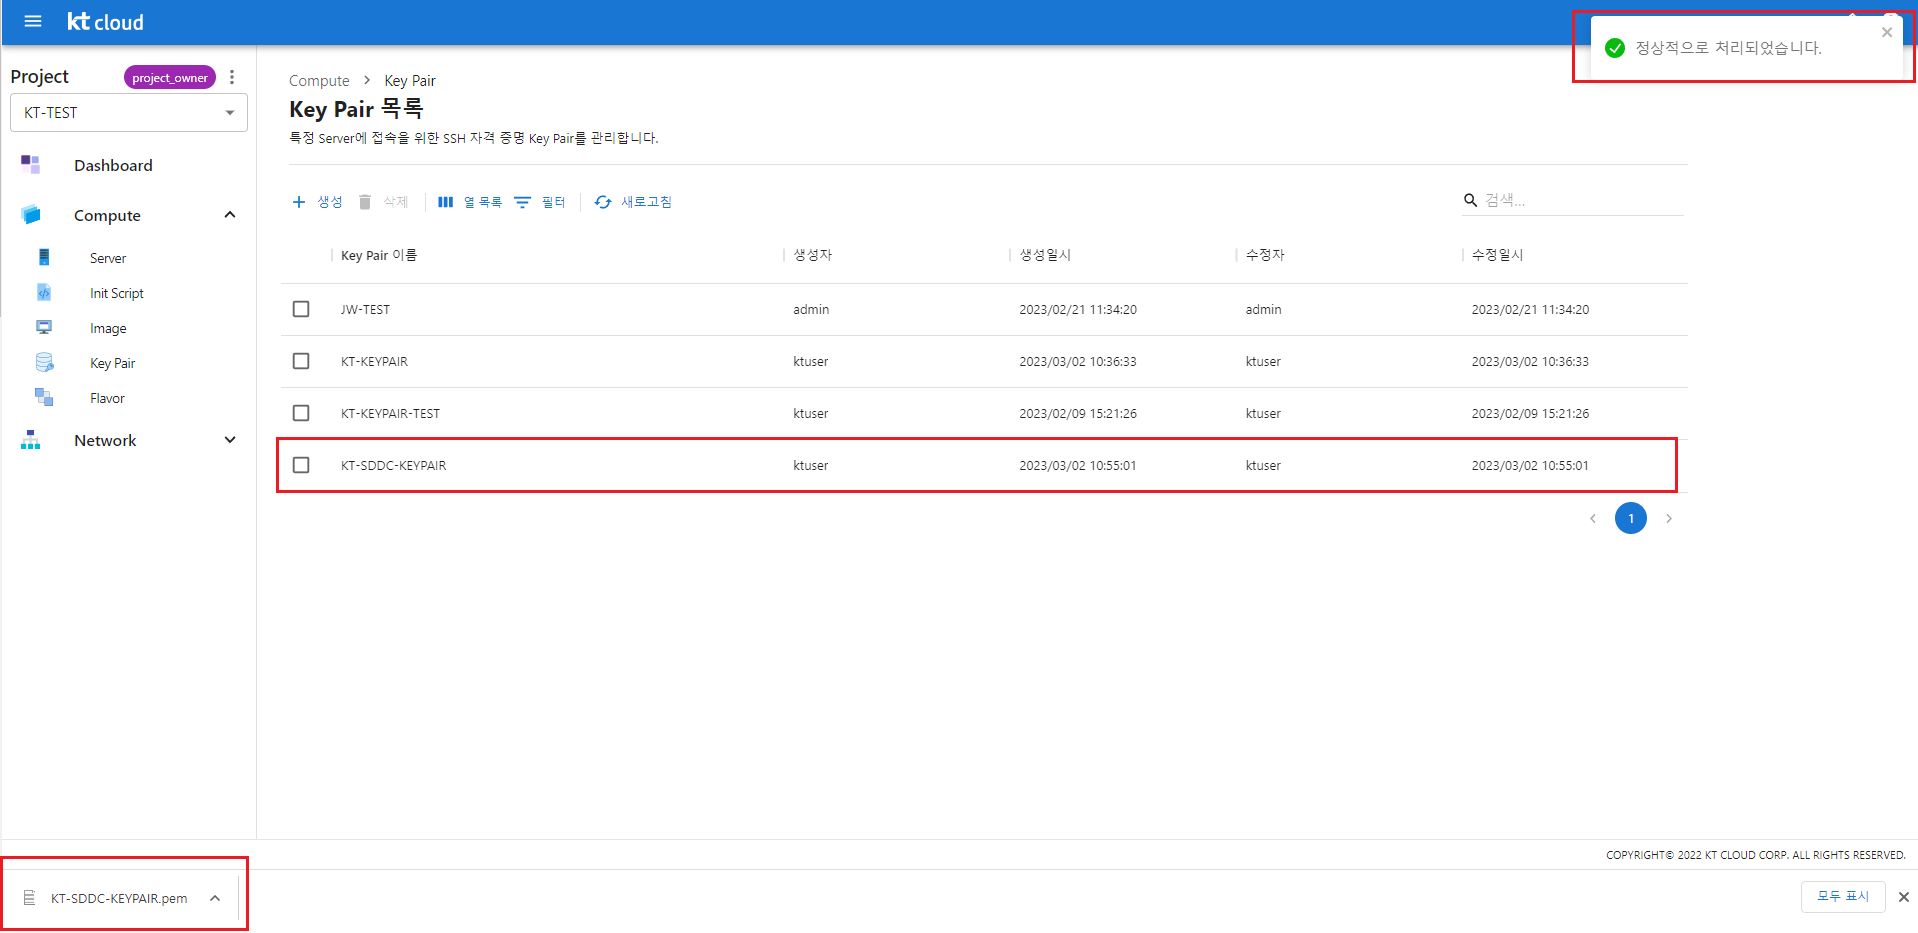 kt cloud
정상적으로 처리되었습니다.
Project
project_owner
KT-TEST
Dashboard
Compute
Server
Init Script
Image
Key Pair
Flavor
Network
Compute > Key Pair
Key Pair 목록
특정 Server에 접속을 위한 SSH 자격 증명 Key Pair를 관리합니다.
생성 삭제 열 목록 필터 새로고침 검색...
Key Pair 이름 생성자 생성일시 수정자 수정일시
JW-TEST admin 2023/02/21 11:34:20 admin 2023/02/21 11:34:20
KT-KEYPAIR ktuser 2023/03/02 10:36:33 ktuser 2023/03/02 10:36:33
KT-KEYPAIR-TEST ktuser 2023/02/09 15:21:26 ktuser 2023/02/09 15:21:26
KT-SDDC-KEYPAIR ktuser 2023/03/02 10:55:01 ktuser 2023/03/02 10:55:01
1
COPYRIGHT© 2022 KT CLOUD CORP. ALL RIGHTS RESERVED.
KT-SDDC-KEYPAIR.pem
모두 표시